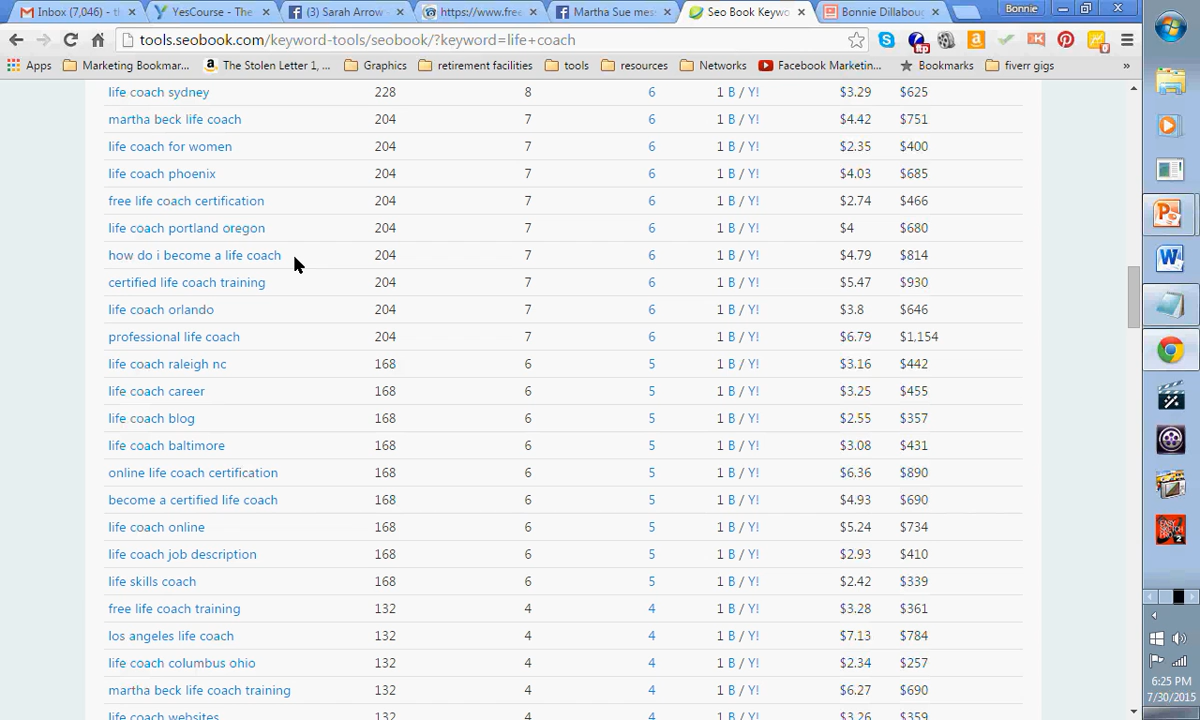 Inbox (7,046) - th
YesCourse - The
(3) Sarah Arrow
https://www.free
Martha Sue mes
Seo Book Keywo
Bonnie Dillaboug
Bonnie
tools.seobook.com/keyword-tools/seobook/?keyword=life+coach
Apps
Marketing Bookmar...
The Stolen Letter 1, ...
Graphics
retirement facilities
tools
resources
Networks
Facebook Marketin...
Bookmarks
fiverr gigs
»
life coach sydney 228 8 6 1 B / Y! $3.29 $625
martha beck life coach 204 7 6 1 B / Y! $4.42 $751
life coach for women 204 7 6 1 B / Y! $2.35 $400
life coach phoenix 204 7 6 1 B / Y! $4.03 $685
free life coach certification 204 7 6 1 B / Y! $2.74 $466
life coach portland oregon 204 7 6 1 B / Y! $4 $680
how do i become a life coach 204 7 6 1 B / Y! $4.79 $814
certified life coach training 204 7 6 1 B / Y! $5.47 $930
life coach orlando 204 7 6 1 B / Y! $3.8 $646
professional life coach 204 7 6 1 B / Y! $6.79 $1,154
life coach raleigh nc 168 6 5 1 B / Y! $3.16 $442
life coach career 168 6 5 1 B / Y! $3.25 $455
life coach blog 168 6 5 1 B / Y! $2.55 $357
life coach baltimore 168 6 5 1 B / Y! $3.08 $431
online life coach certification 168 6 5 1 B / Y! $6.36 $890
become a certified life coach 168 6 5 1 B / Y! $4.93 $690
life coach online 168 6 5 1 B / Y! $5.24 $734
life coach job description 168 6 5 1 B / Y! $2.93 $410
life skills coach 168 6 5 1 B / Y! $2.42 $339
free life coach training 132 4 4 1 B / Y! $3.28 $361
los angeles life coach 132 4 4 1 B / Y! $7.13 $784
life coach columbus ohio 132 4 4 1 B / Y! $2.34 $257
martha beck life coach training 132 4 4 1 B / Y! $6.27 $690
life coach websites 132 4 4 1 B / Y! $3.26 $359
6:25 PM
7/30/2015